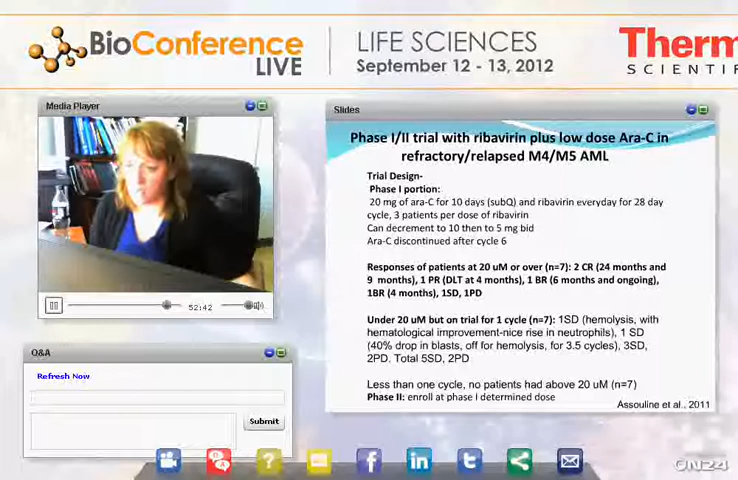 BioConference
LIVE
LIFE SCIENCES
September 12 - 13, 2012
Therm
SCIENTIF
Media Player
52:42
Q&A
Refresh Now
Submit
Slides
Phase I/II trial with ribavirin plus low dose Ara-C in
refractory/relapsed M4/M5 AML
Trial Design-
Phase I portion:
20 mg of ara-C for 10 days (subQ) and ribavirin everyday for 28 day
cycle, 3 patients per dose of ribavirin
Can decrement to 10 then to 5 mg bid
Ara-C discontinued after cycle 6
Responses of patients at 20 uM or over (n=7): 2 CR (24 months and
9 months), 1 PR (DLT at 4 months), 1 BR (6 months and ongoing),
1BR (4 months), 1SD, 1PD
Under 20 uM but on trial for 1 cycle (n=7): 1SD (hemolysis, with
hematological improvement-nice rise in neutrophils), 1 SD
(40% drop in blasts, off for hemolysis, for 3.5 cycles), 3SD,
2PD. Total 5SD, 2PD
Less than one cycle, no patients had above 20 uM (n=7)
Phase II: enroll at phase I determined dose
Assouline et al., 2011
Q
A
?
f
in
t
ON24